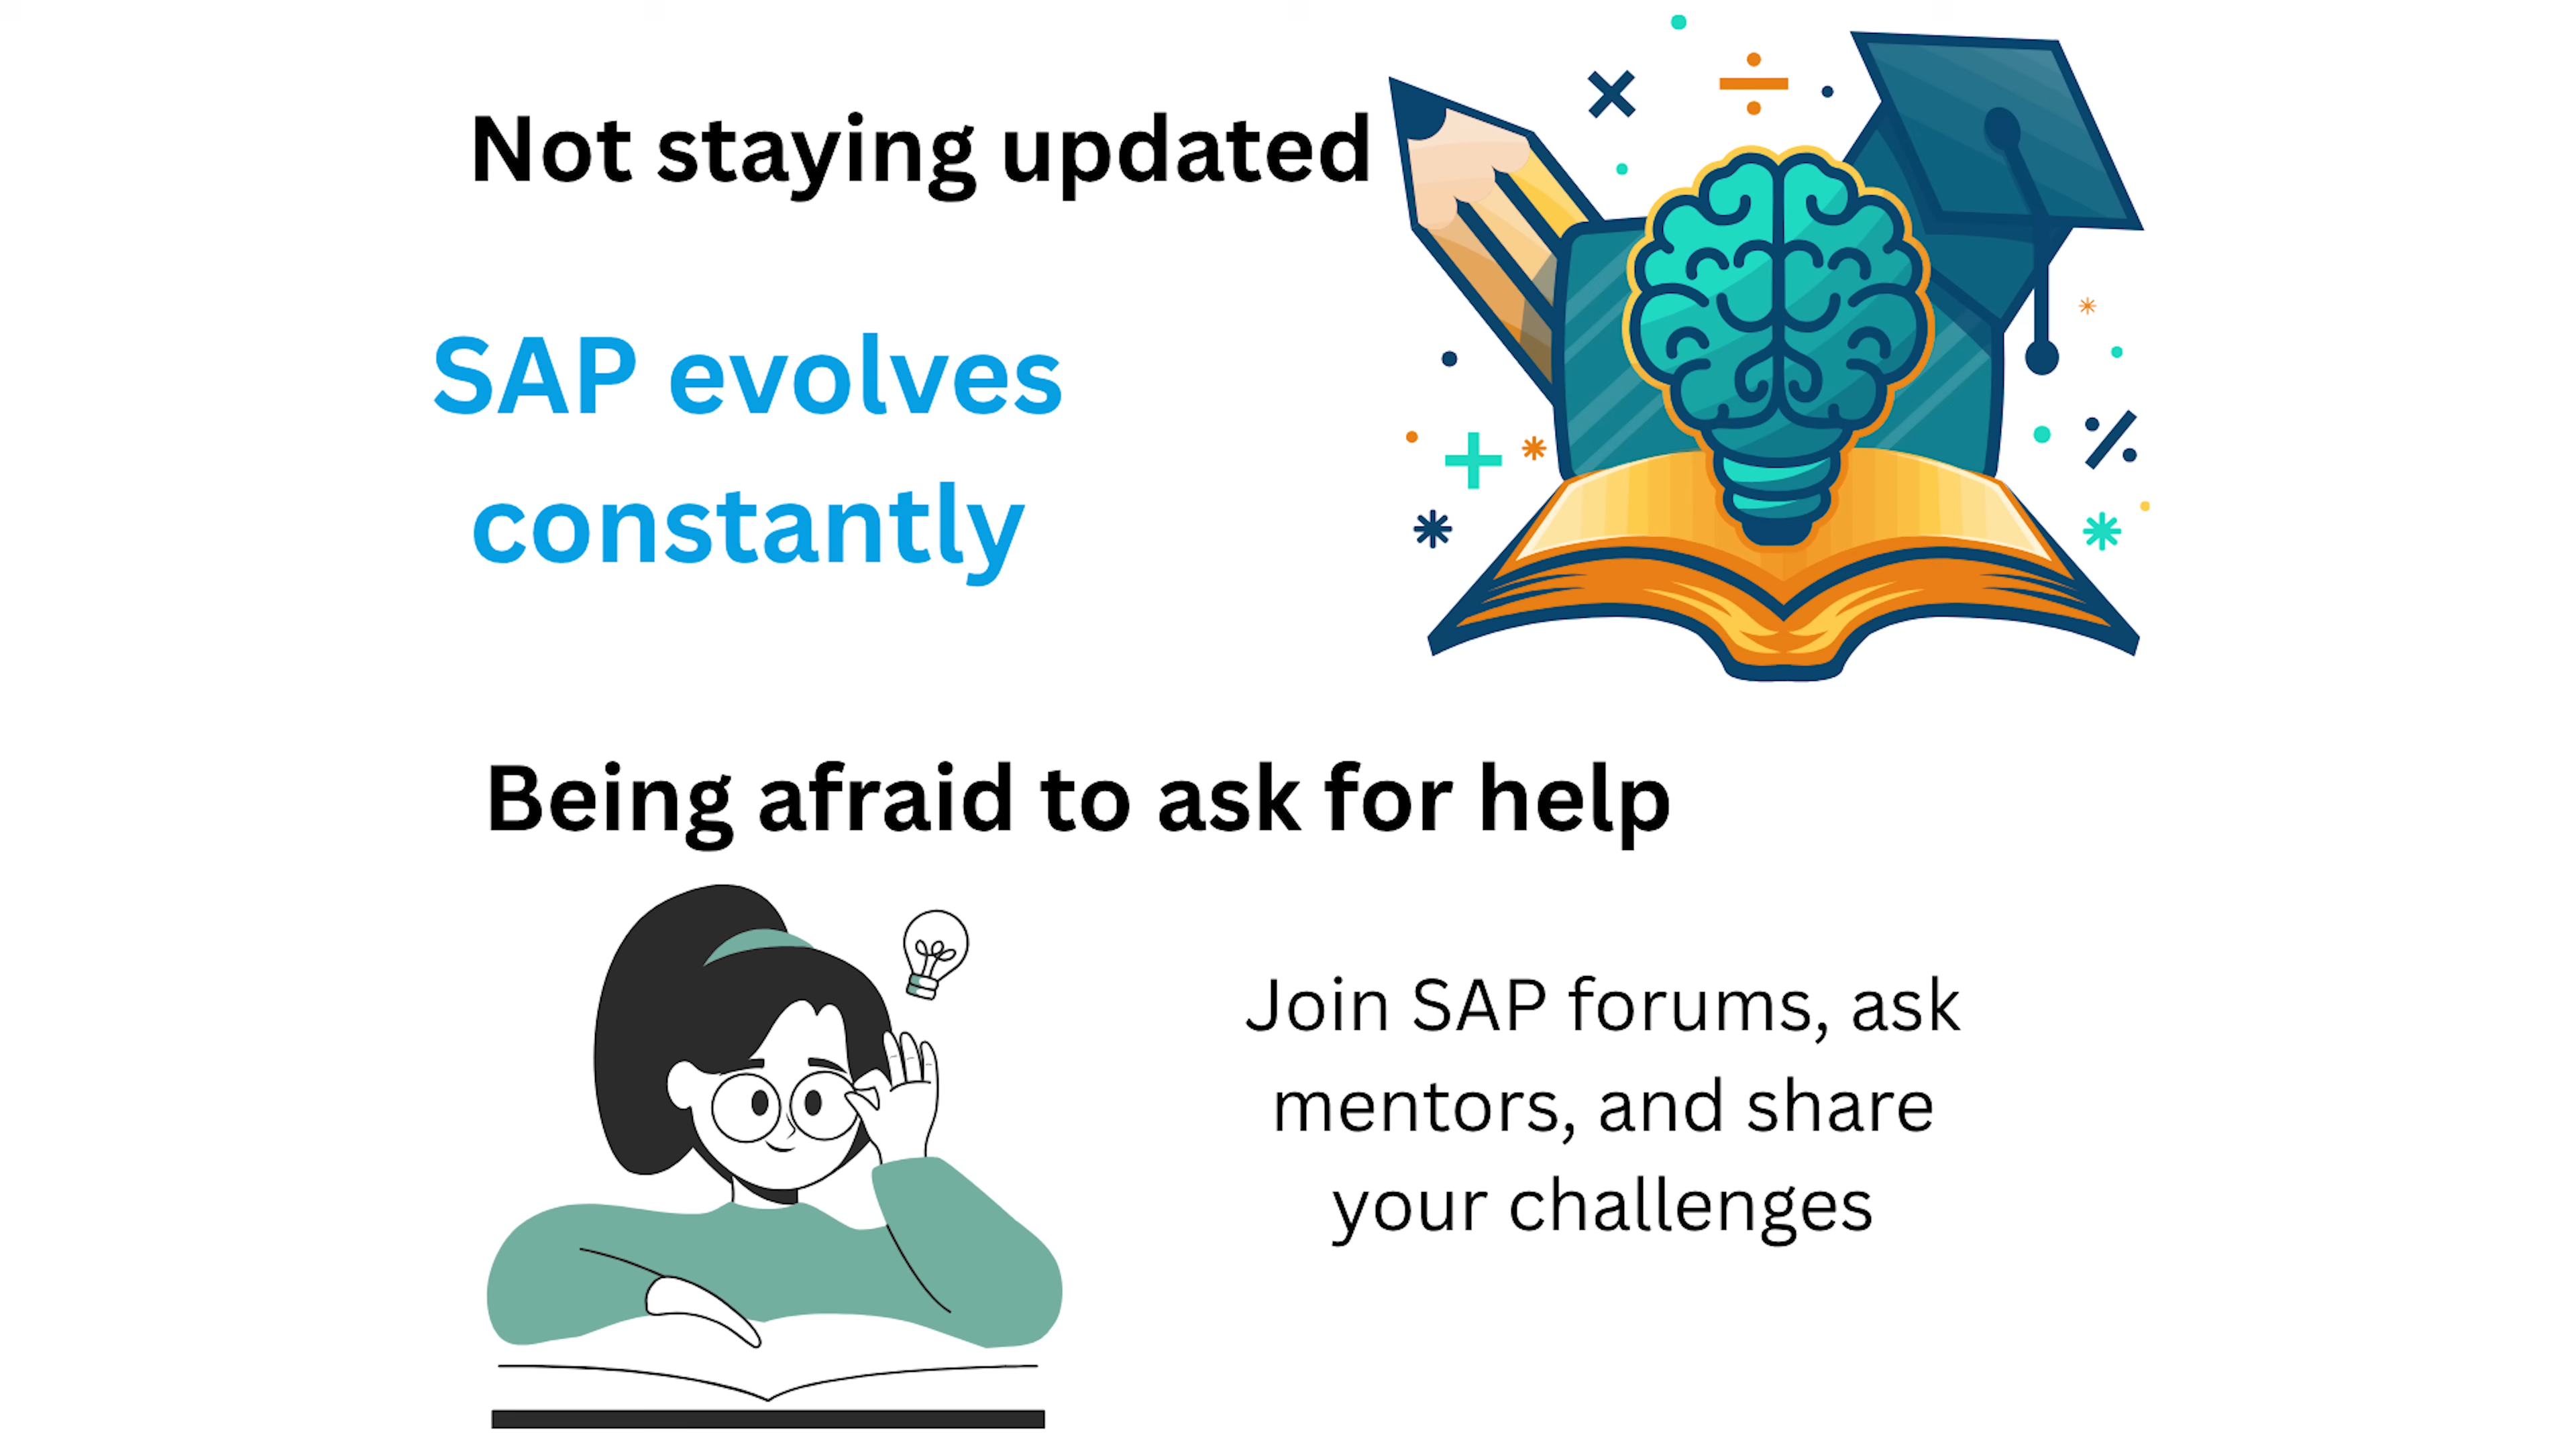 Not staying updated
SAP evolves
constantly
Being afraid to ask for help
Join SAP forums, ask
mentors, and share
your challenges